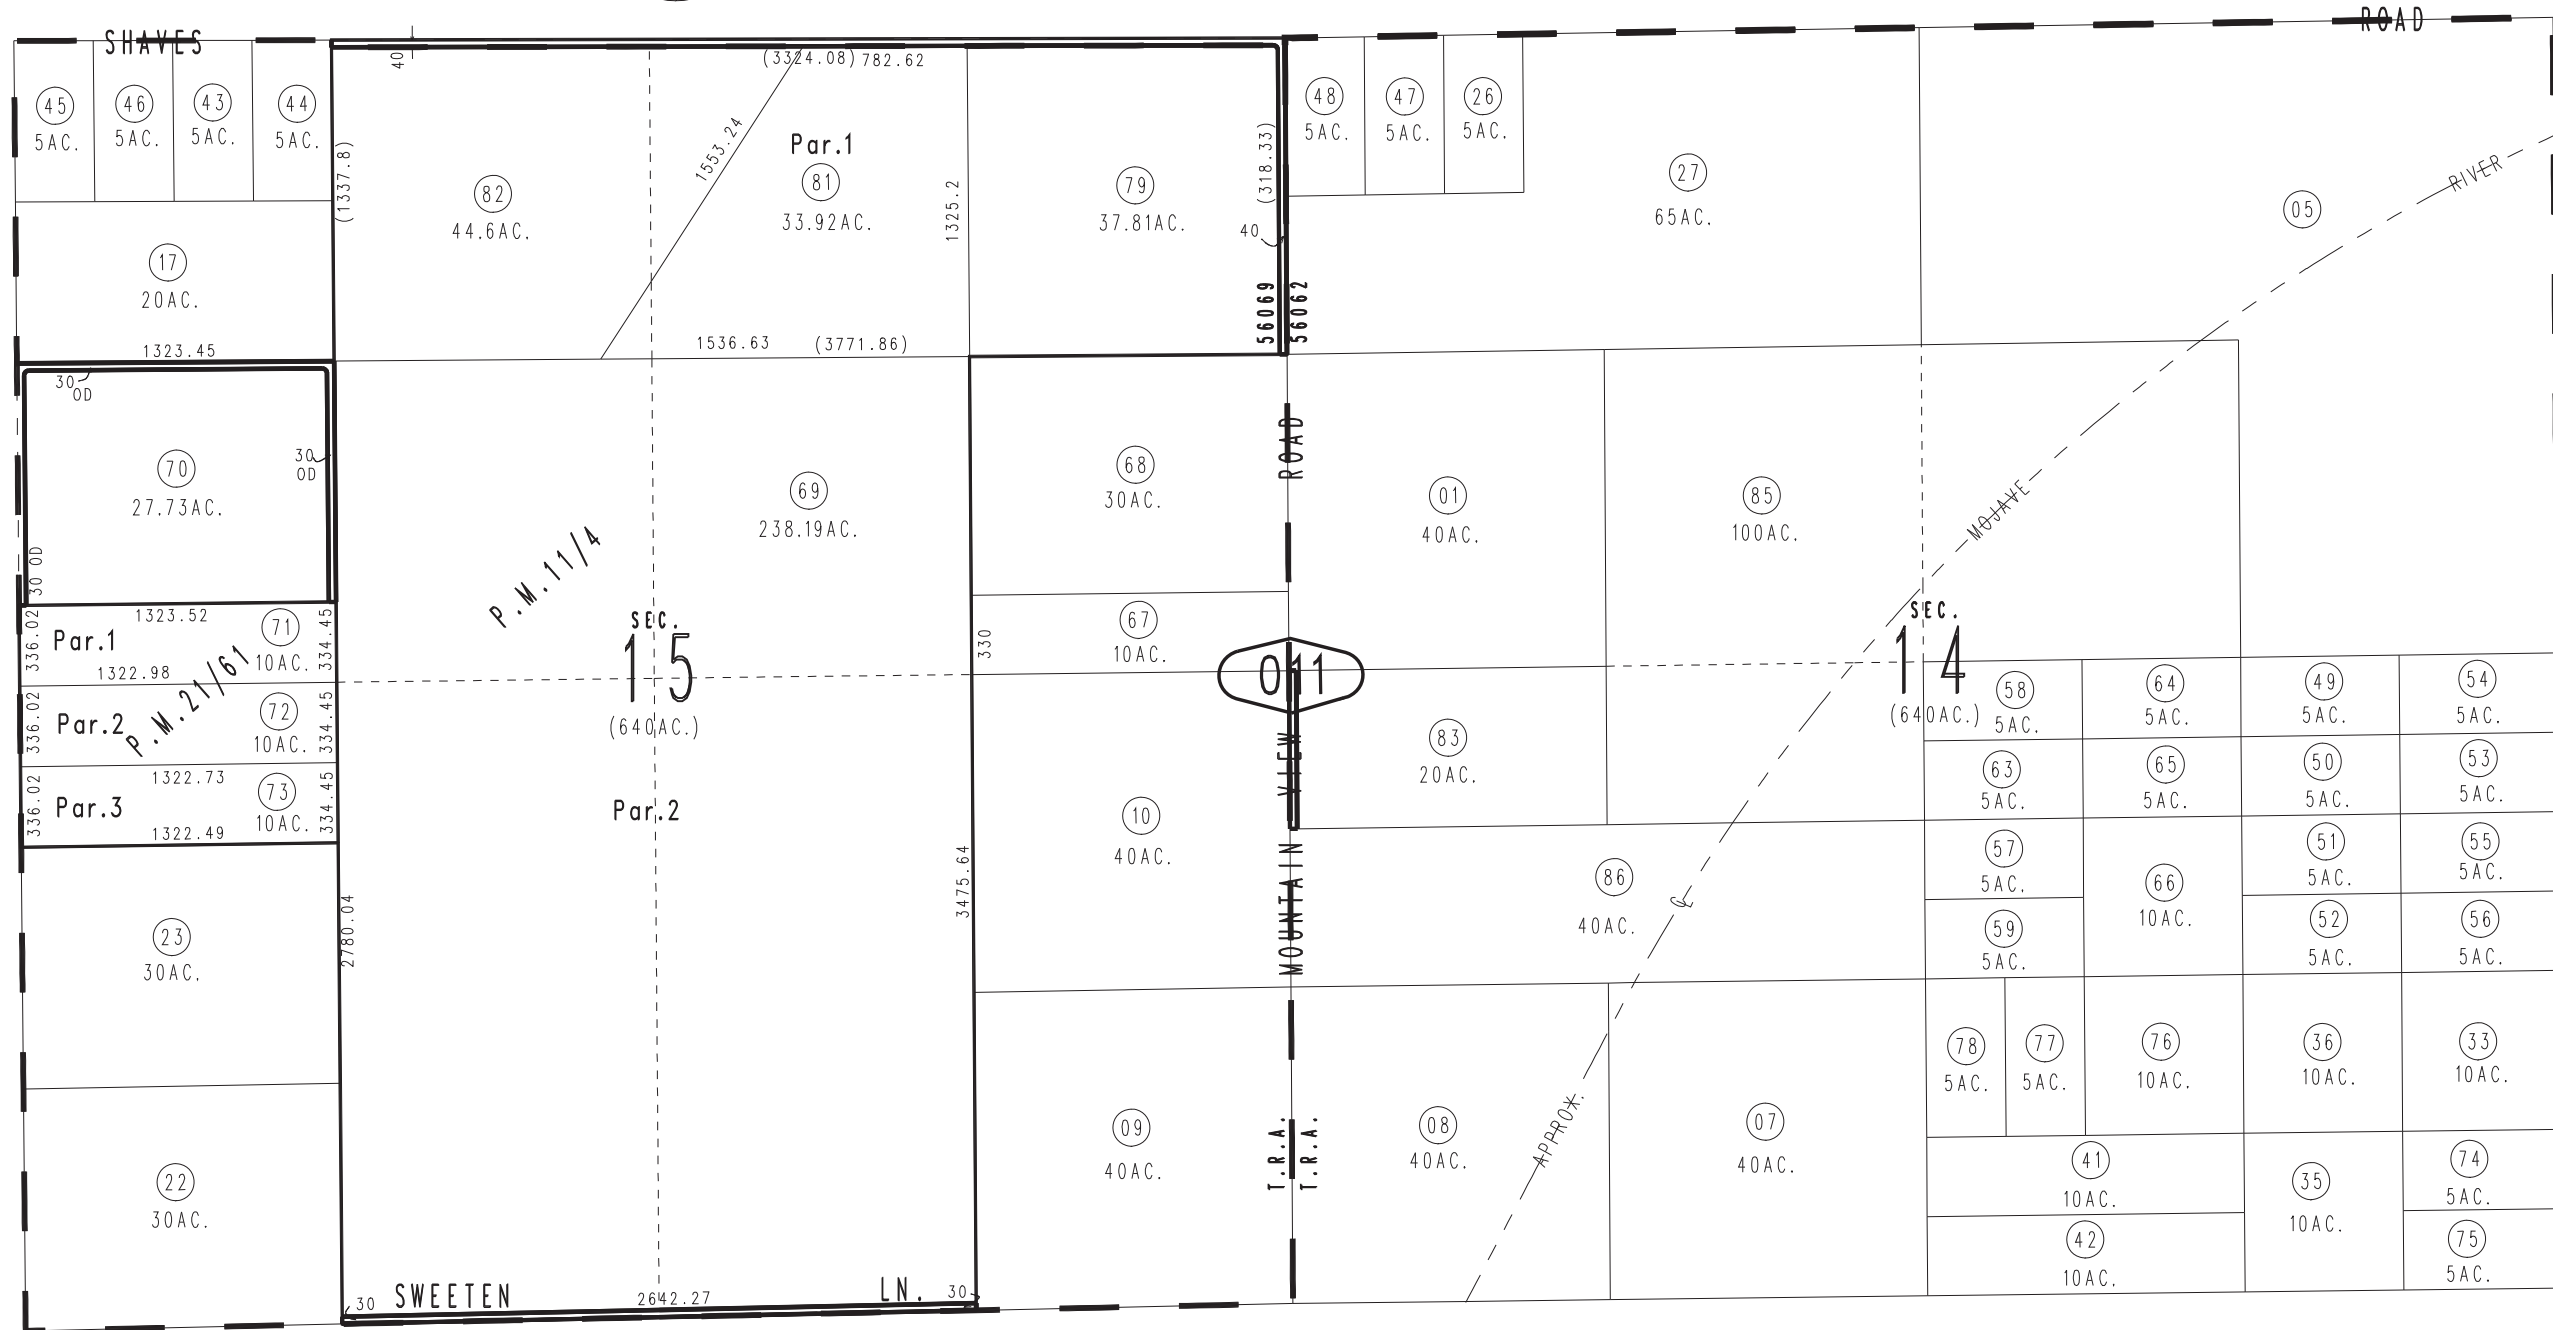 SHAVES
ROAD
40
(3324.08) 782.62
45
5AC.
46
5AC.
43
5AC.
44
5AC.
(1337.8)
82
44.6AC.
1553.24
Par.1
81
33.92AC.
1325.2
79
37.81AC.
(318.33)
40
56069
56062
48
5AC.
47
5AC.
26
5AC.
27
65AC.
05
RIVER
17
20AC.
1323.45
1536.63
(3771.86)
30
OD
30
OD
70
27.73AC.
30 OD
P.M.11/4
69
238.19AC.
68
30AC.
ROAD
01
40AC.
85
100AC.
MOJAVE
1323.52
336.02
Par.1
71
10AC.
334.45
1322.98
P.M.21/61
336.02
Par.2
72
10AC.
334.45
1322.73
336.02
Par.3
73
10AC.
334.45
1322.49
SEC.
15
(640AC.)
Par.2
330
67
10AC.
011
SEC.
14
(640AC.)
58
5AC.
64
5AC.
49
5AC.
54
5AC.
83
20AC.
63
5AC.
65
5AC.
50
5AC.
53
5AC.
10
40AC.
MOUNTAIN VIEW
86
40AC.
℄
57
5AC.
66
10AC.
51
5AC.
55
5AC.
59
5AC.
52
5AC.
56
5AC.
23
30AC.
2780.04
3475.64
78
5AC.
77
5AC.
76
10AC.
36
10AC.
33
10AC.
09
40AC.
T.R.A.
T.R.A.
08
40AC.
APPROX.
07
40AC.
41
10AC.
35
10AC.
74
5AC.
42
10AC.
75
5AC.
22
30AC.
30
SWEETEN
2642.27
LN.
30